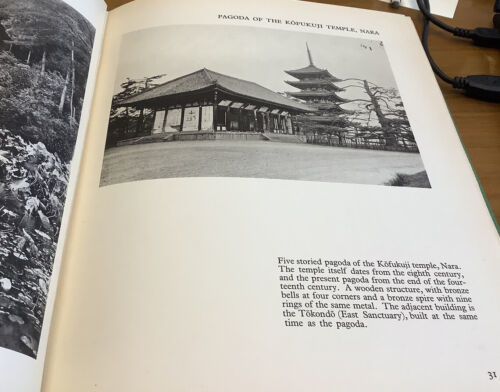 PAGODA OF THE KŌFUKUJI TEMPLE, NARA
Five storied pagoda of the Kōfukuji temple, Nara.
The temple itself dates from the eighth century,
and the present pagoda from the end of the four-
teenth century. A wooden structure, with bronze
bells at four corners and a bronze spire with nine
rings of the same metal. The adjacent building is
the Tōkondō (East Sanctuary), built at the same
time as the pagoda.
31